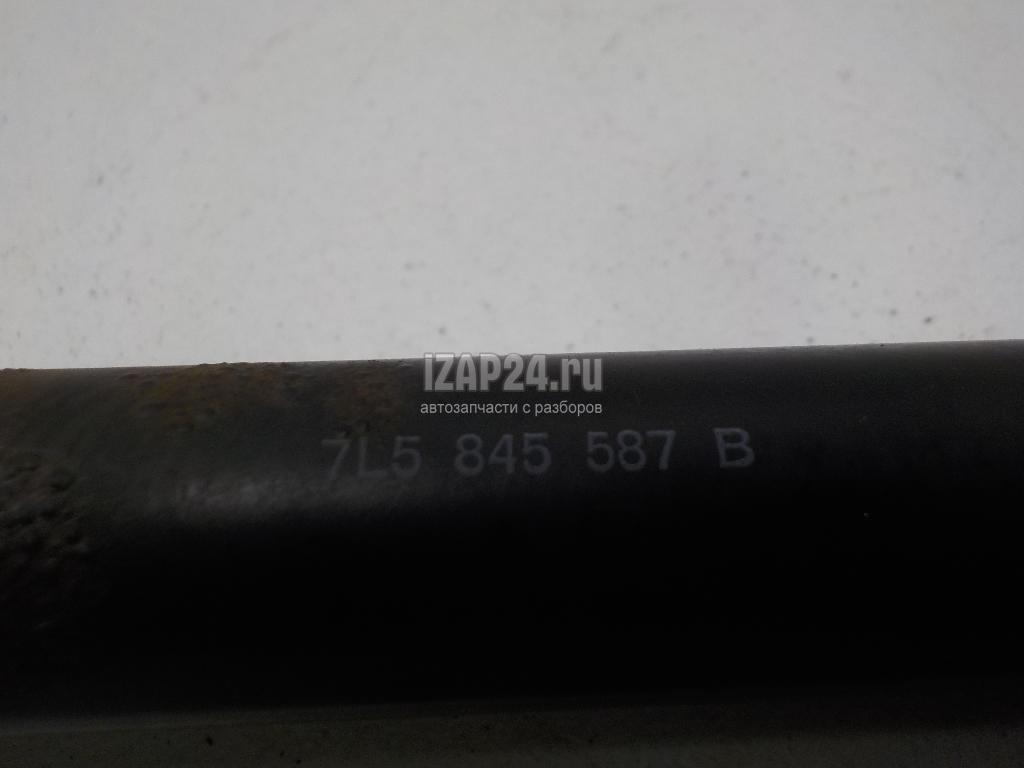 iZAP24.ru
автозапчасти с разборов
7L5 845 587 B